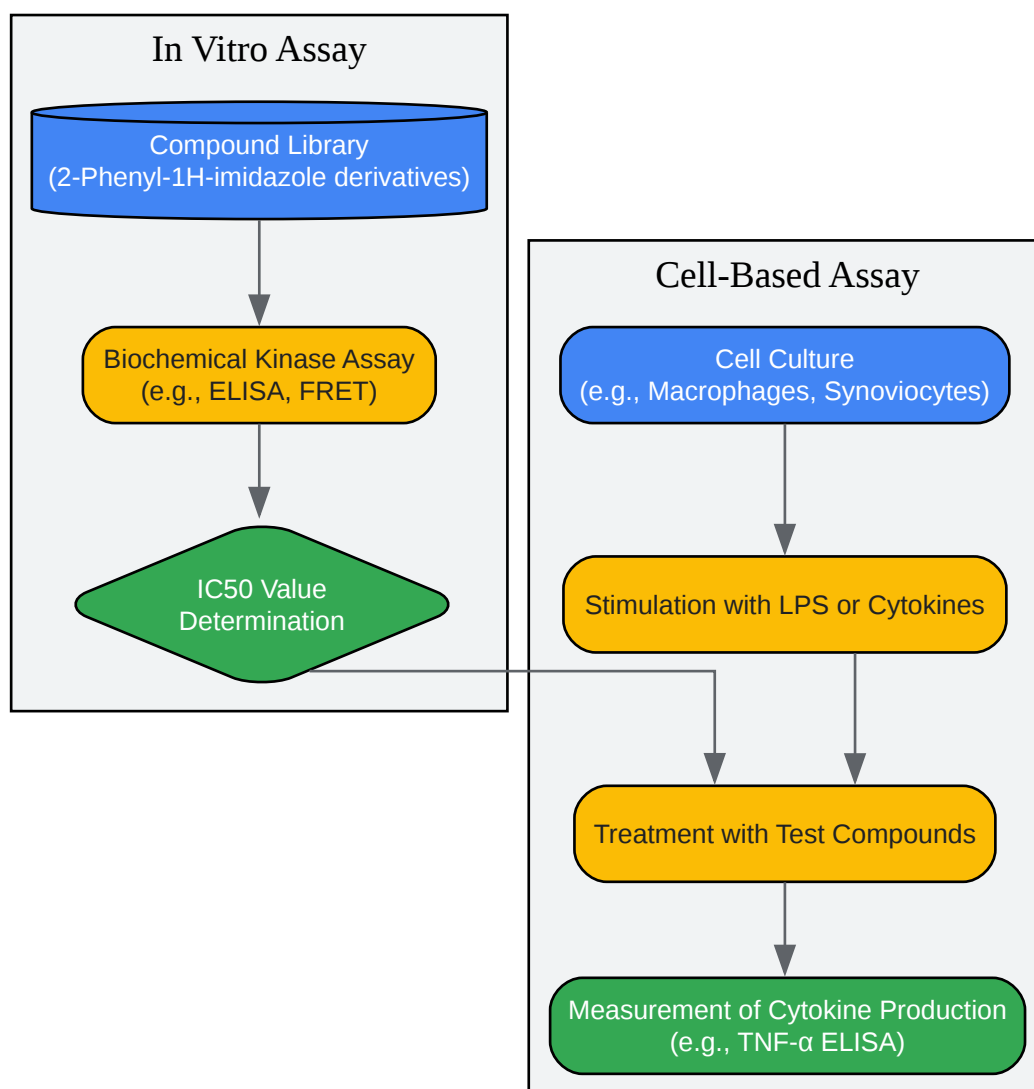 In Vitro Assay
Compound Library
(2-Phenyl-1H-imidazole derivatives)
Biochemical Kinase Assay
(e.g., ELISA, FRET)
IC50 Value
Determination
Cell-Based Assay
Cell Culture
(e.g., Macrophages, Synoviocytes)
Stimulation with LPS or Cytokines
Treatment with Test Compounds
Measurement of Cytokine Production
(e.g., TNF-α ELISA)